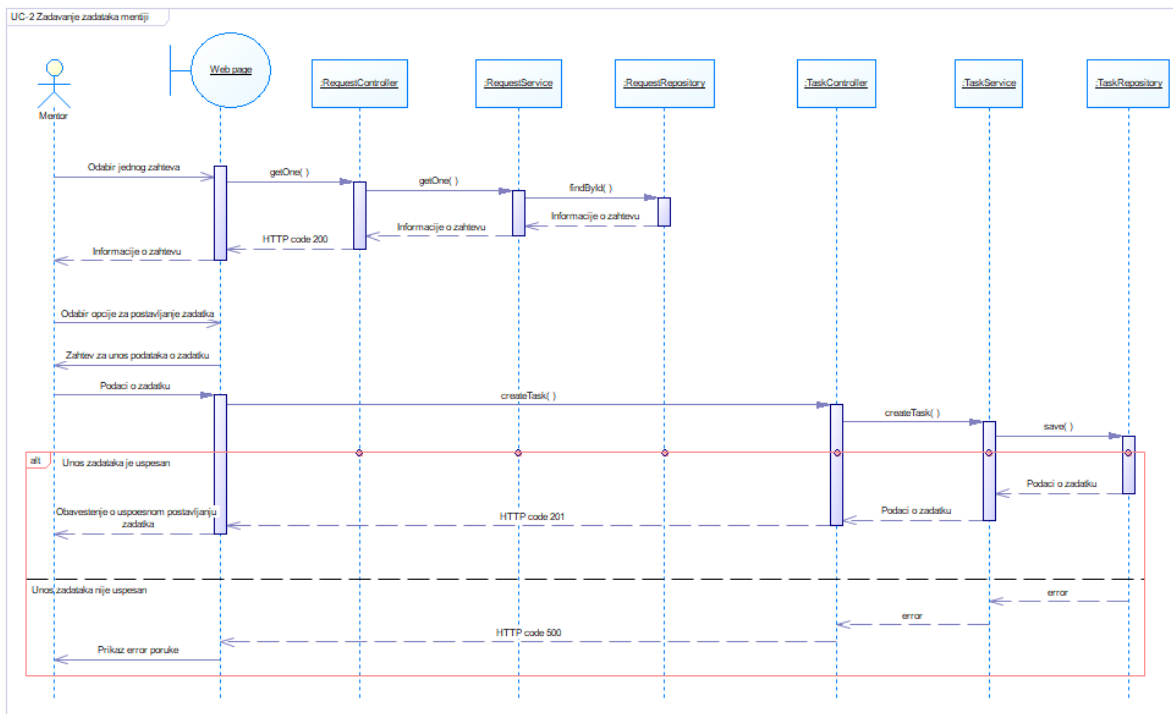 UC-2 Zadavanje zadataka mentiji
Web page
:RequestController
:RequestService
:RequestRepository
:TaskController
:TaskService
:TaskRepository
Mentor
Odabir jednog zahteva
getOne( )
getOne( )
findById( )
Informacije o zahtevu
Informacije o zahtevu
HTTP code 200
Informacije o zahtevu
Odabir opcije za postavljanje zadatka
Zahtev za unos podataka o zadatku
Podaci o zadatku
createTask( )
createTask( )
save( )
alt
Unos zadataka je uspesan
Podaci o zadatku
Podaci o zadatku
HTTP code 201
Obavestenje o uspoesnom postavljanju
zadatka
Unos zadataka nije uspesan
error
error
HTTP code 500
Prikaz error poruke